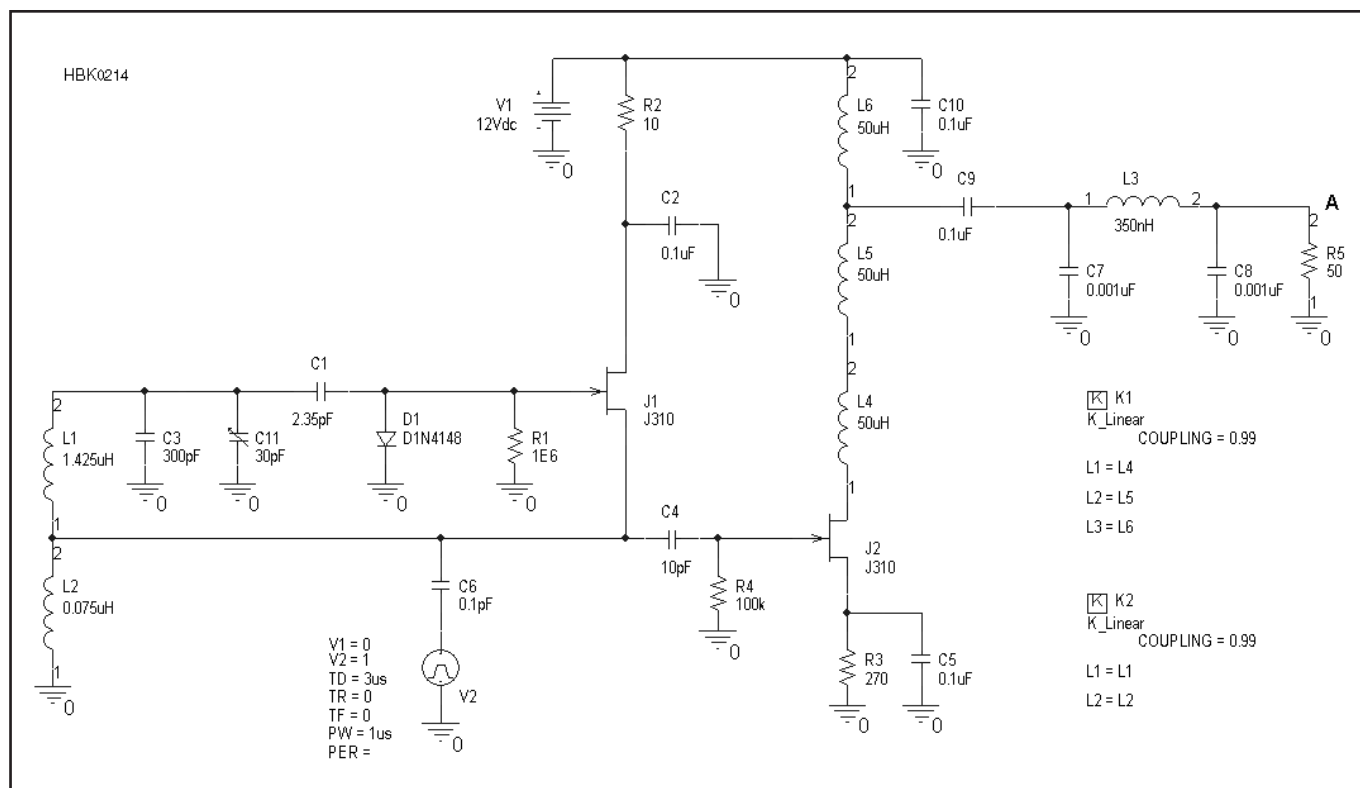 HBK0214
V1
12Vdc
+
-
0
R2
10
2
L6
50uH
1
C10
0.1uF
0
C2
0.1uF
0
C9
0.1uF
1
L3
2
350nH
A
2
R5
50
1
0
C7
0.001uF
0
C8
0.001uF
0
2
L5
50uH
1
2
L4
50uH
1
2
L1
1.425uH
1
C3
300pF
0
C11
30pF
0
C1
2.35pF
D1
D1N4148
0
R1
1E6
0
J1
J310
K K1
K_Linear
COUPLING = 0.99
L1 = L4
L2 = L5
L3 = L6
2
L2
0.075uH
1
0
C6
0.1pF
V1 = 0
V2 = 1
TD = 3us
TR = 0
TF = 0
PW = 1us
PER =
V2
0
C4
10pF
R4
100k
0
J2
J310
R3
270
0
C5
0.1uF
0
K K2
K_Linear
COUPLING = 0.99
L1 = L1
L2 = L2